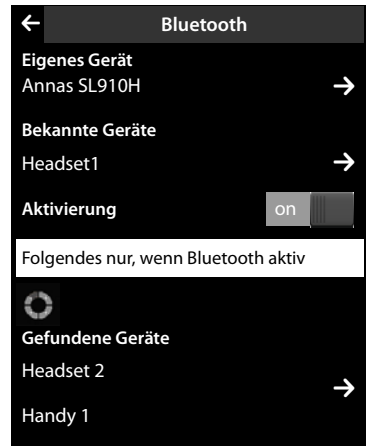 Bluetooth
Eigenes Gerät
Annas SL910H
Bekannte Geräte
Headset1
Aktivierung on
Folgendes nur, wenn Bluetooth aktiv
Gefundene Geräte
Headset 2
Handy 1